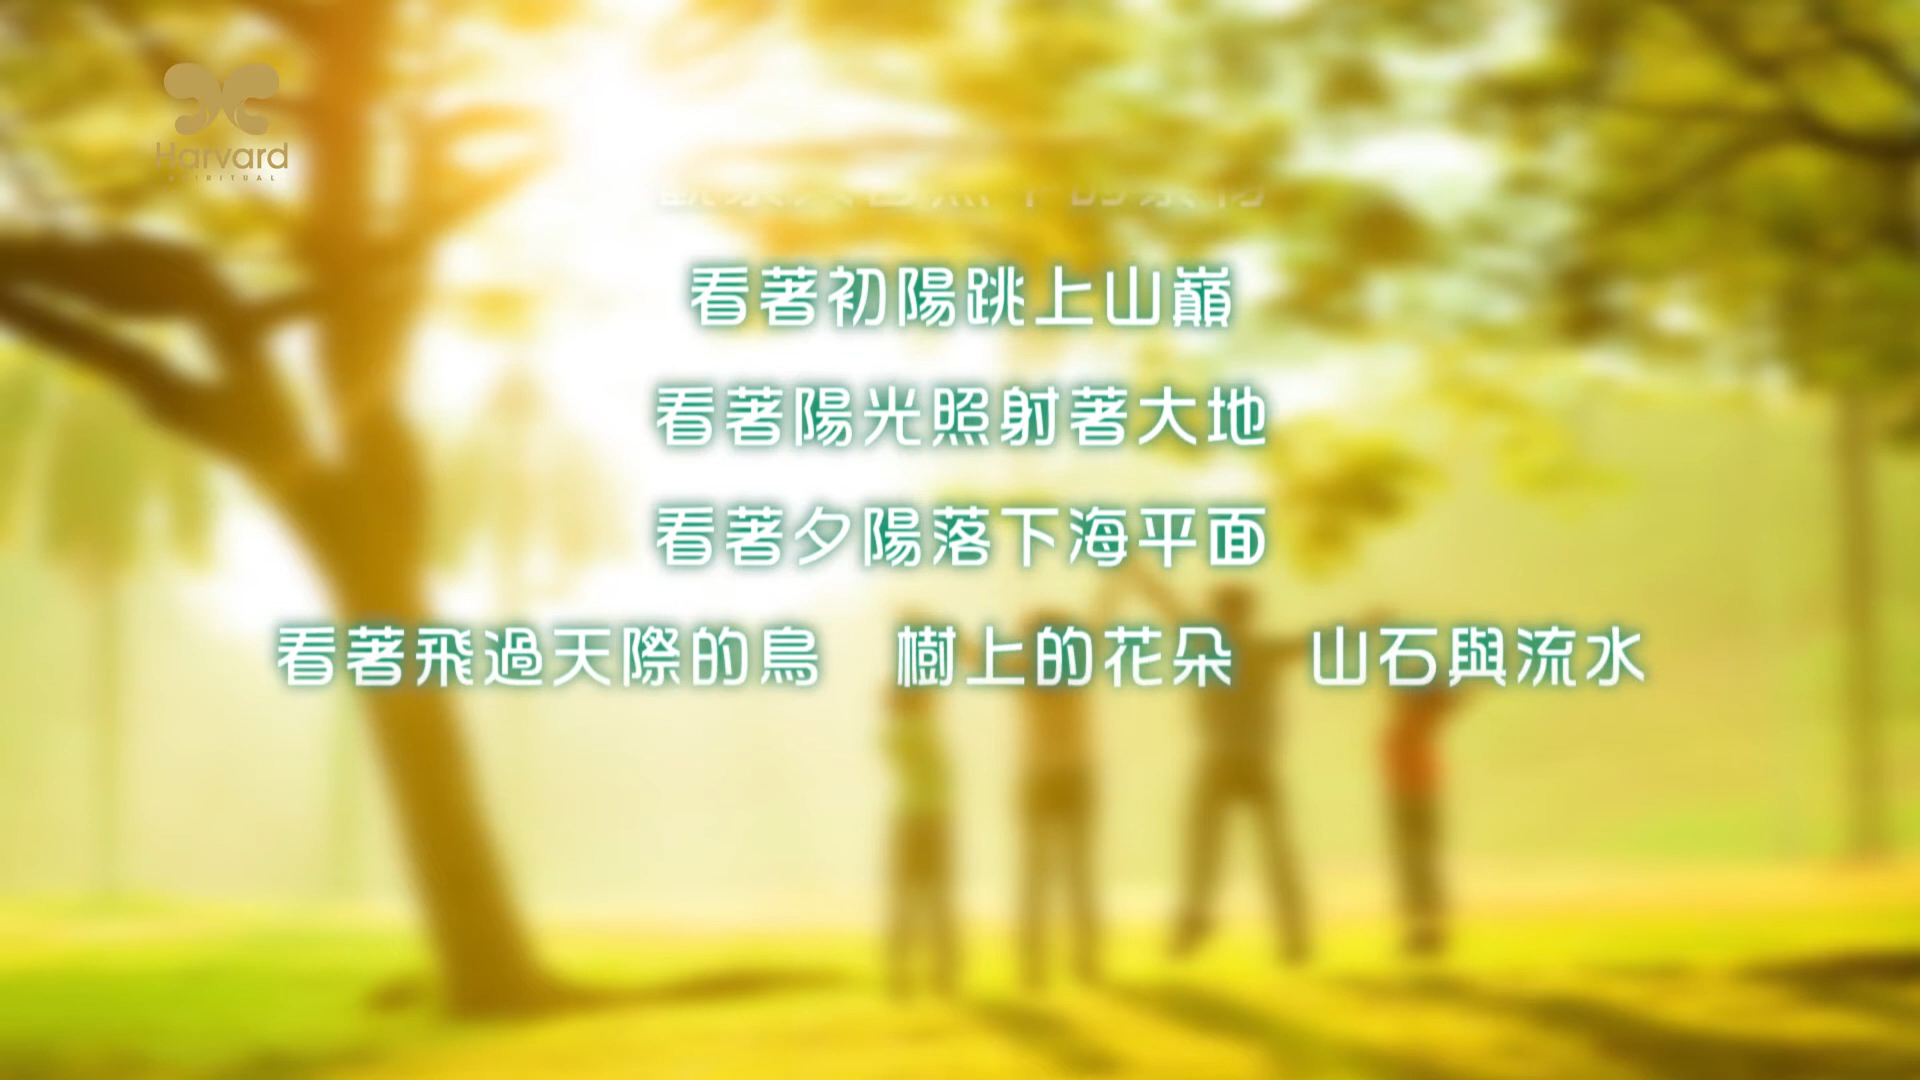 Harvard
SPIRITUAL
看著初陽跳上山巔
看著陽光照射著大地
看著夕陽落下海平面
看著飛過天際的鳥 樹上的花朵 山石與流水